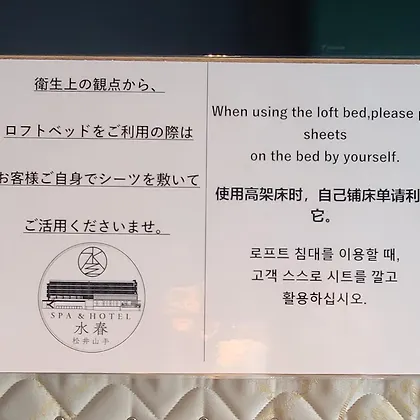 衛生上の観点から、
ロフトベッドをご利用の際は
お客様ご自身でシーツを敷いて
ご活用くださいませ。
SPA & HOTEL
水春
松井山手
When using the loft bed,please
sheets
on the bed by yourself.
使用高架床时，自己铺床单请利
它。
로프트 침대를 이용할 때,
고객 스스로 시트를 깔고
활용하십시오.